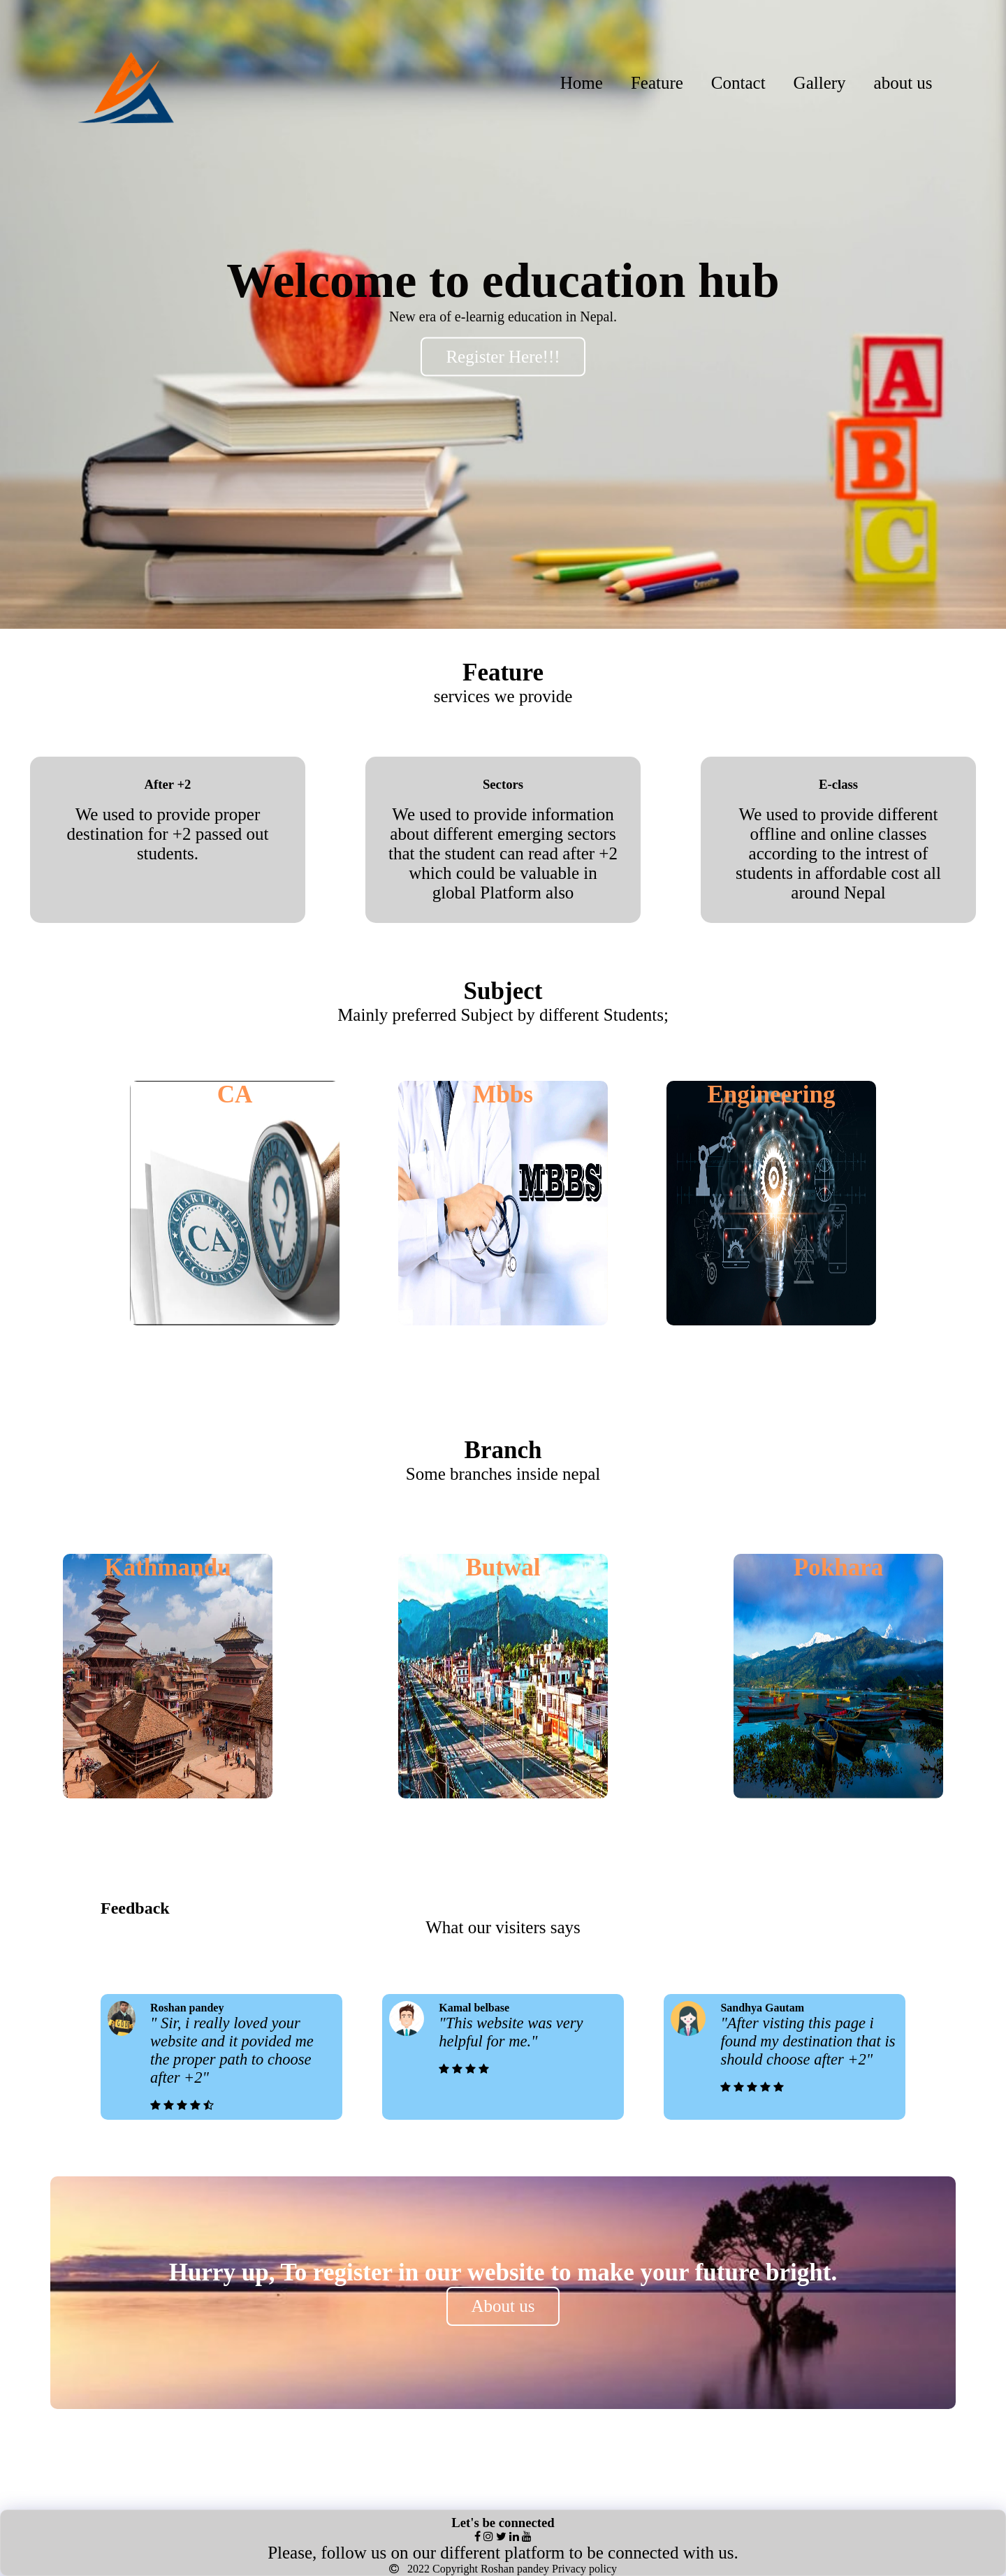 Home Feature Contact Gallery about us
Welcome to education hub
New era of e-learnig education in Nepal.
Register Here!!!
A
B
C
Feature
services we provide
After +2
We used to provide proper
destination for +2 passed out
students.
Sectors
We used to provide information
about different emerging sectors
that the student can read after +2
which could be valuable in
global Platform also
E-class
We used to provide different
offline and online classes
according to the intrest of
students in affordable cost all
around Nepal
Subject
Mainly preferred Subject by different Students;
CA
CHARTERED
CA
ACCOUNTANT
Mbbs
MBBS
Engineering
Branch
Some branches inside nepal
Kathmandu
Butwal
Pokhara
Feedback
What our visiters says
Roshan pandey
" Sir, i really loved your
website and it povided me
the proper path to choose
after +2"
Kamal belbase
"This website was very
helpful for me."
Sandhya Gautam
"After visting this page i
found my destination that is
should choose after +2"
Hurry up, To register in our website to make your future bright.
About us
Let's be connected
Please, follow us on our different platform to be connected with us.
© 2022 Copyright Roshan pandey Privacy policy